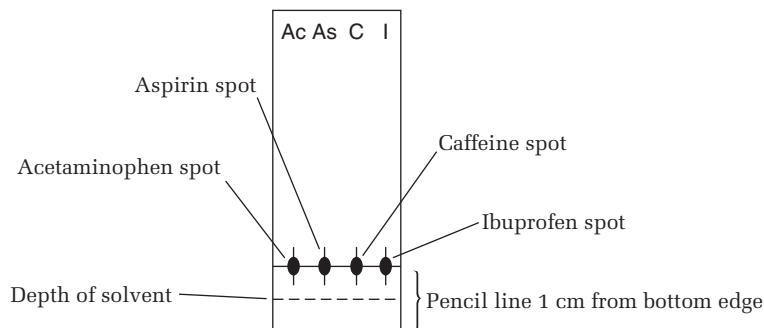 Ac As C I
Aspirin spot
Caffeine spot
Acetaminophen spot
Ibuprofen spot
Depth of solvent
Pencil line 1 cm from bottom edge